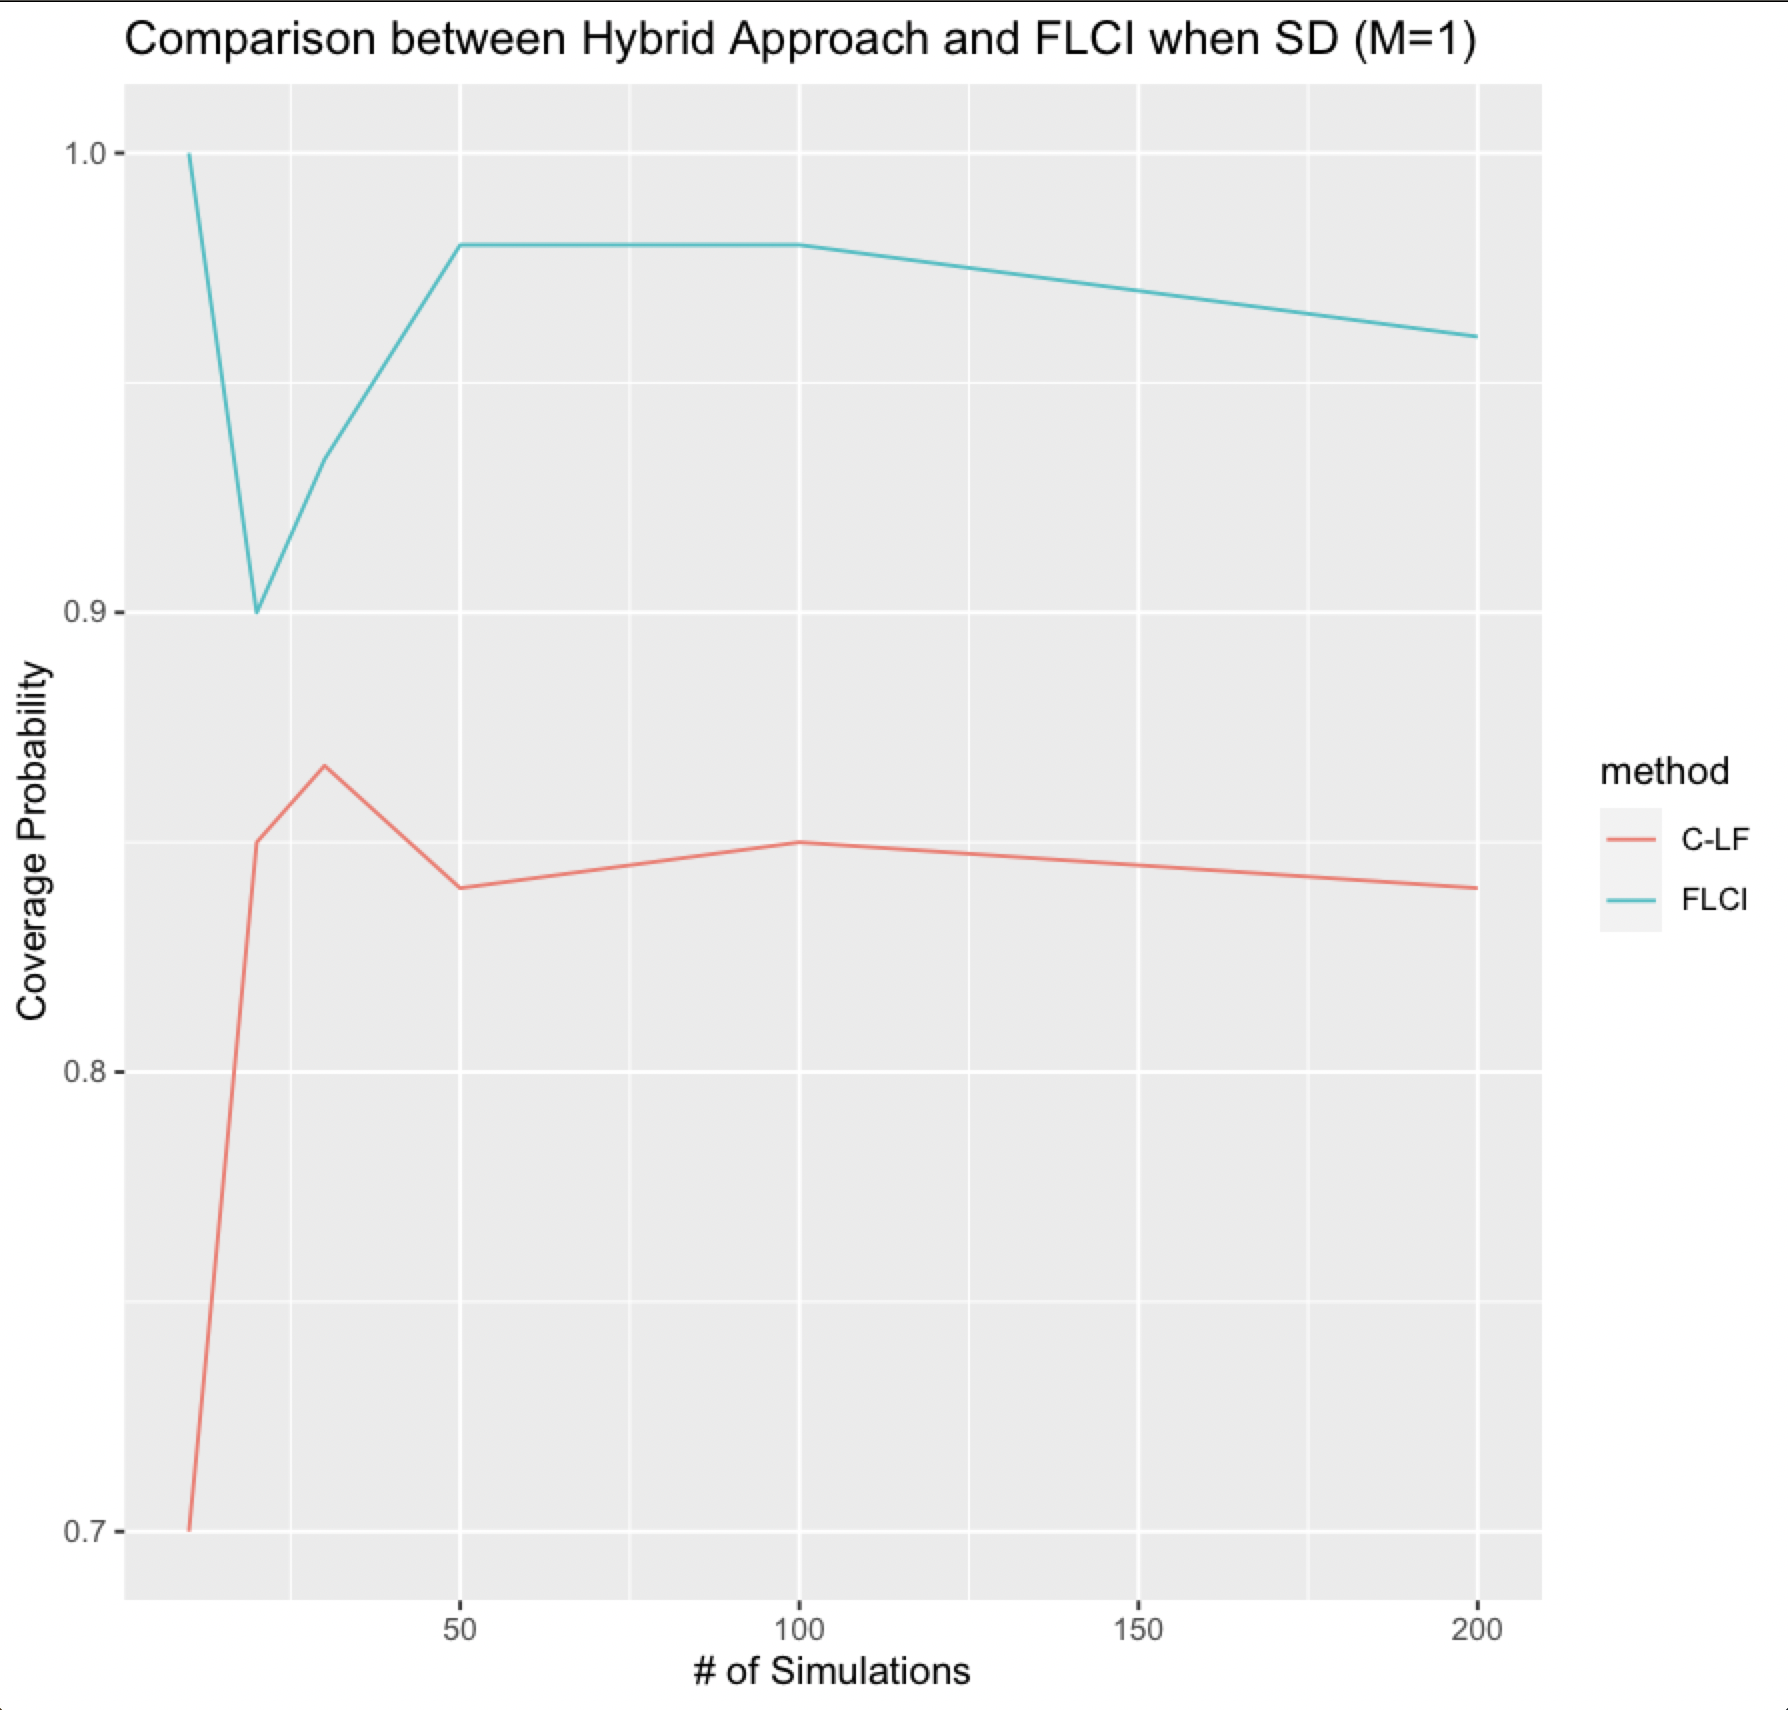 Comparison between Hybrid Approach and FLCI when SD (M=1)
1.0
0.9
0.8
0.7
Coverage Probability
50
100
150
200
# of Simulations
method
C-LF
FLCI